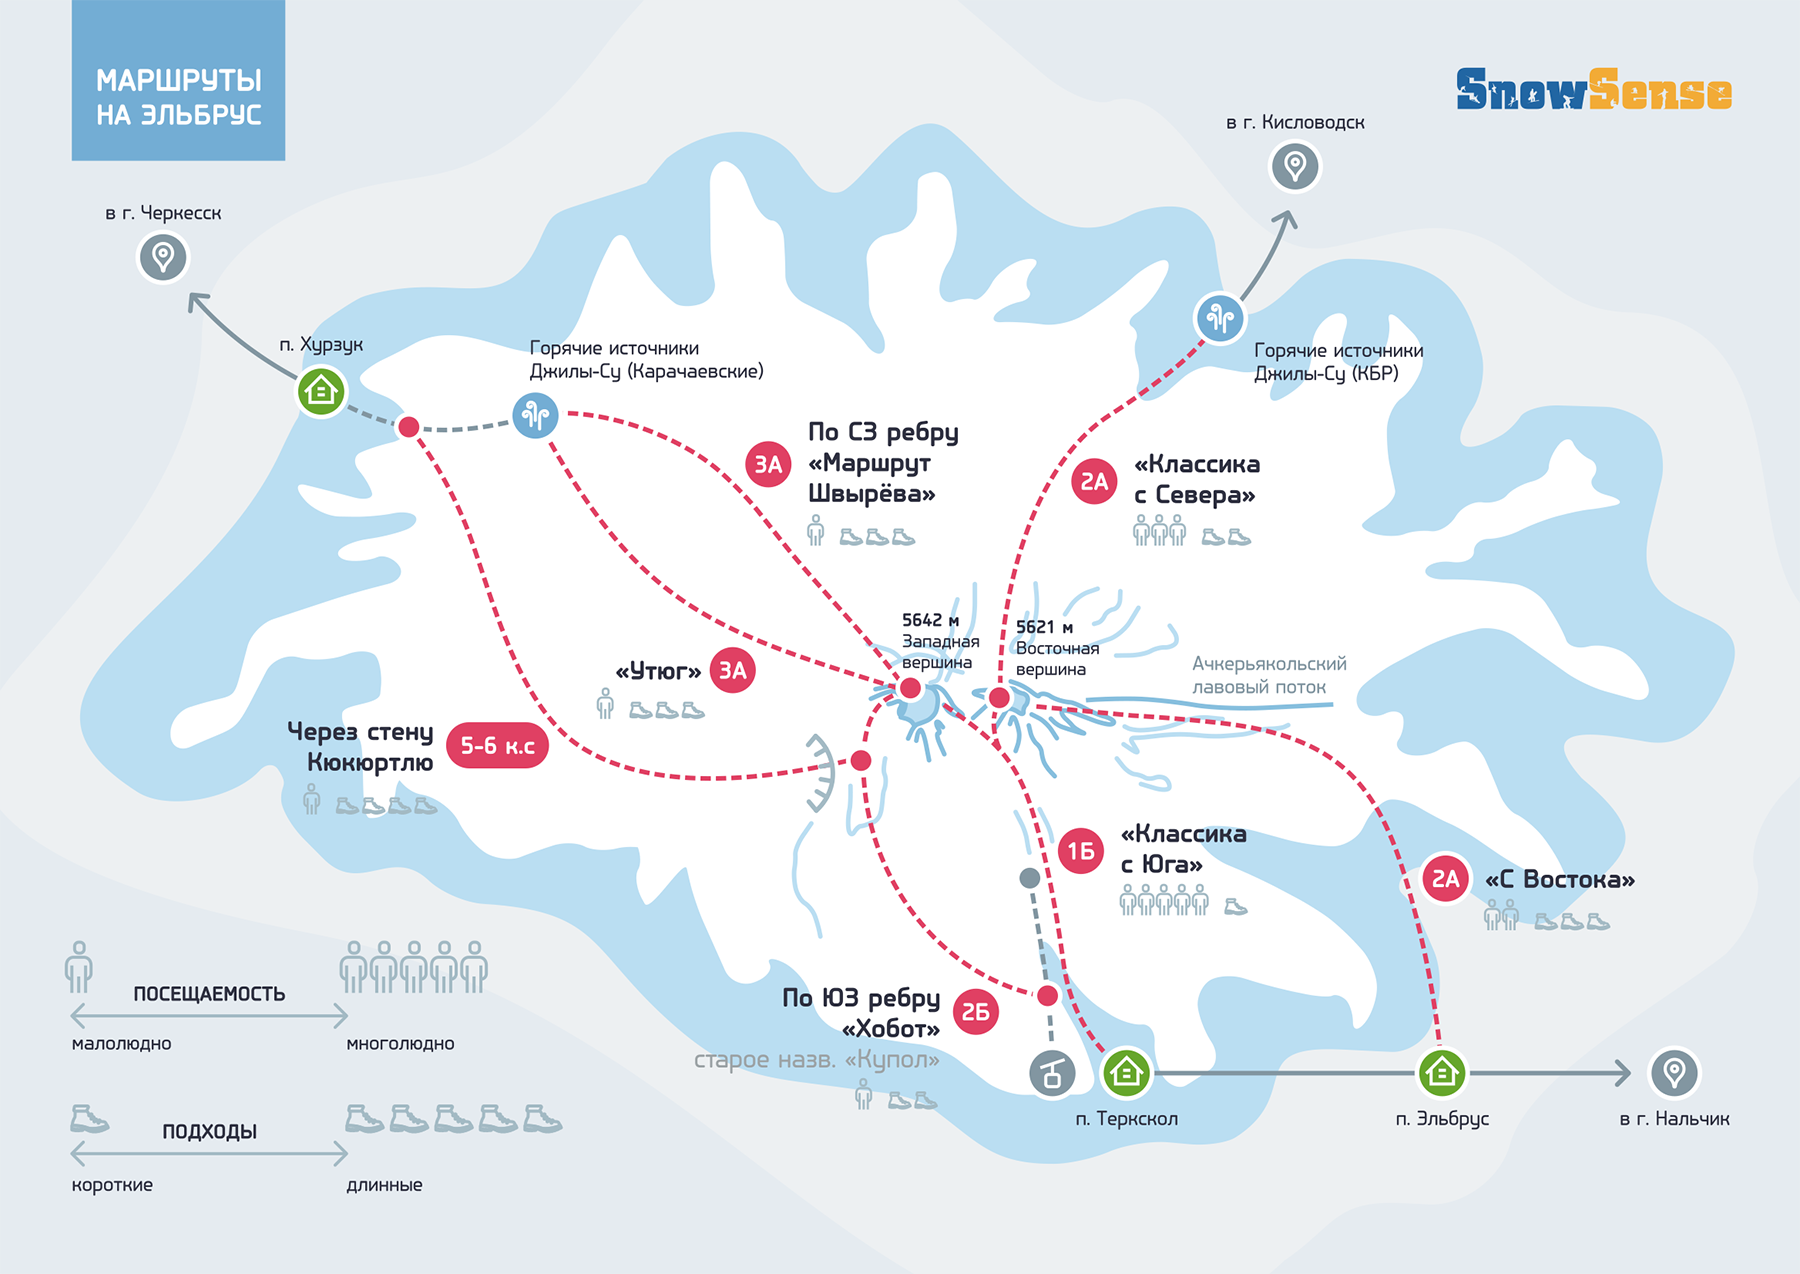 МАРШРУТЫ
НА ЭЛЬБРУС
SnowSense
в г. Кисловодск
в г. Черкесск
п. Хурзук
Горячие источники
Джилы-Су (Карачаевские)
Горячие источники
Джилы-Су (КБР)
3А
По СЗ ребру
«Маршрут
Швырёва»
2А
«Классика
с Севера»
5642 м
Западная
вершина
5621 м
Восточная
вершина
Ачкерьякольский
лавовый поток
«Утюг»
3А
Через стену
Кюкюртлю
5-6 к.с
1Б
«Классика
с Юга»
2А
«С Востока»
По ЮЗ ребру
«Хобот»
старое назв. «Купол»
2Б
ПОСЕЩАЕМОСТЬ
малолюдно
многолюдно
ПОДХОДЫ
короткие
длинные
п. Теркскол
п. Эльбрус
в г. Нальчик